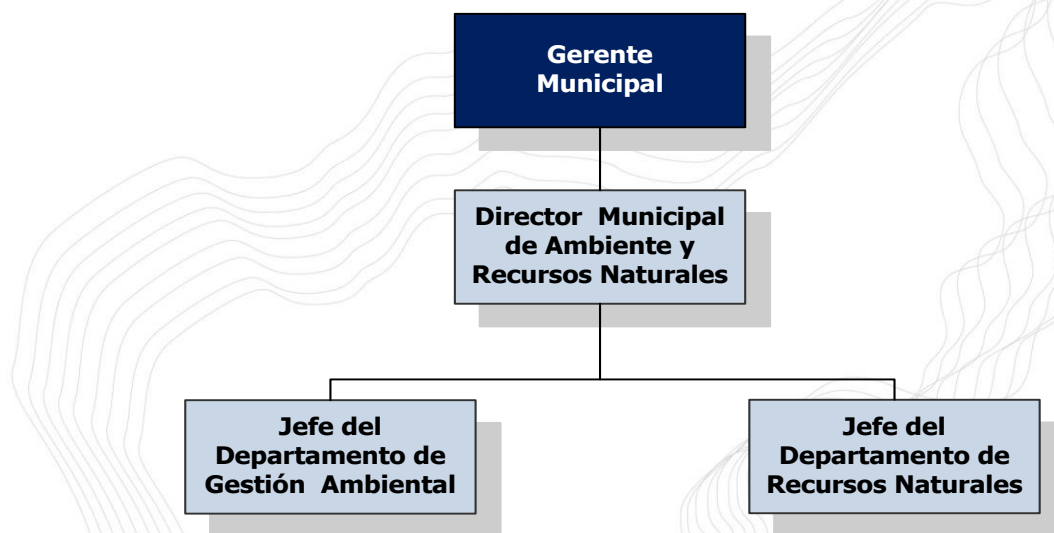 Gerente
Municipal
Director Municipal
de Ambiente y
Recursos Naturales
Jefe del
Departamento de
Gestión Ambiental
Jefe del
Departamento de
Recursos Naturales